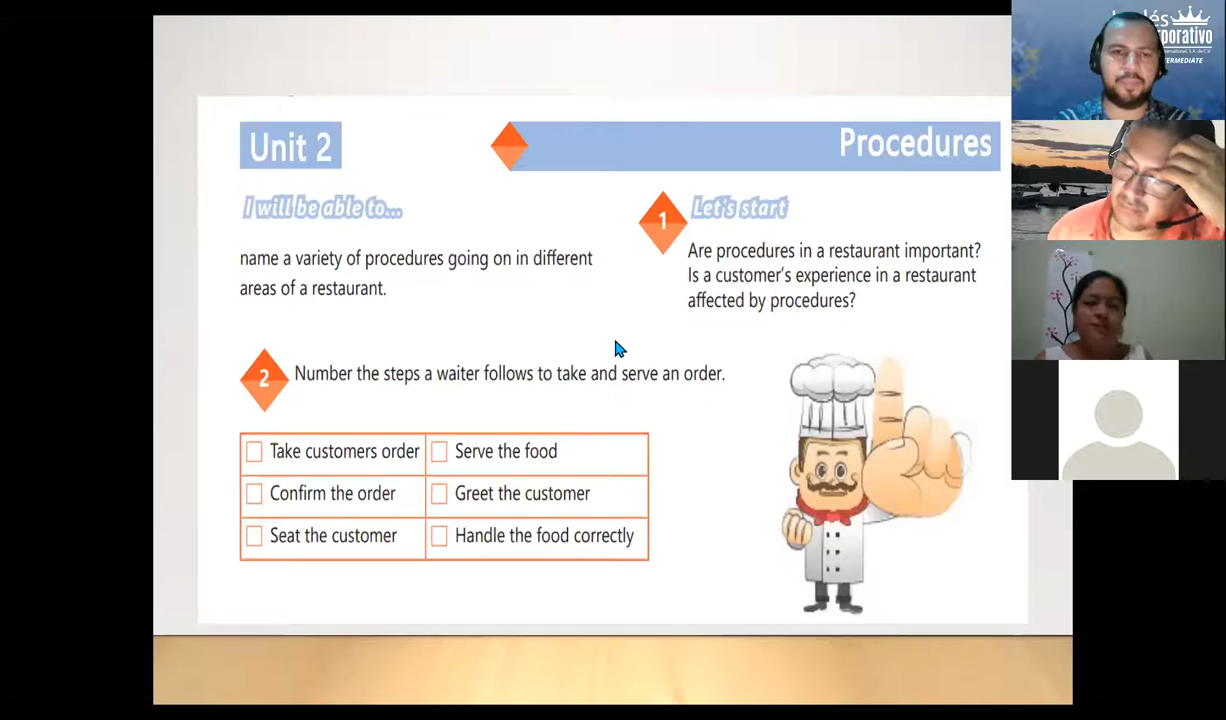 Unit 2
Procedures
I will be able to...
name a variety of procedures going on in different
areas of a restaurant.
1
Let's start
Are procedures in a restaurant important?
Is a customer's experience in a restaurant
affected by procedures?
2
Number the steps a waiter follows to take and serve an order.
Take customers order
Serve the food
Confirm the order
Greet the customer
Seat the customer
Handle the food correctly